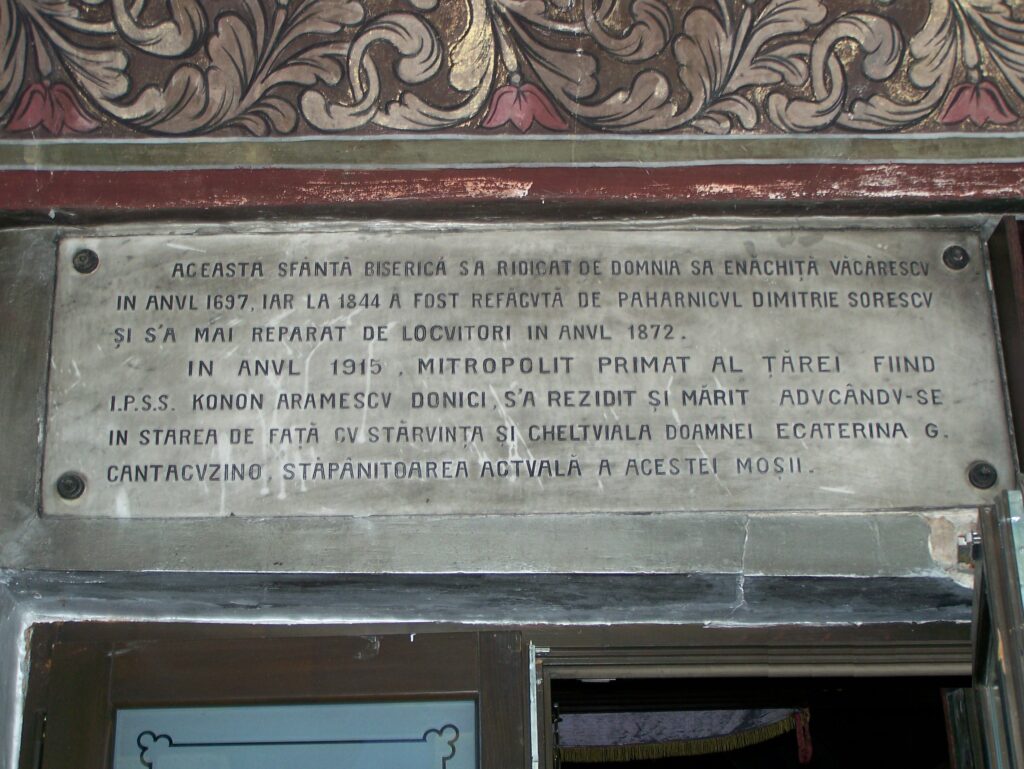 ACEASTA SFÂNTĂ BISERICĂ S A RIDICAT DE DOMNIA SA ENĂCHIȚĂ VĂCĂRESCV
IN ANVL 1697, IAR LA 1844 A FOST REFĂCVTĂ DE PAHARNICVL DIMITRIE SORESCV
ȘI S'A MAI REPARAT DE LOCVITORI IN ANVL 1872.
IN ANVL 1915, MITROPOLIT PRIMAT AL ȚĂREI FIIND
I.P.S.S. KONON ARAMESCV DONICI, S'A REZIDIT ȘI MĂRIT ADVCÂNDV-SE
IN STAREA DE FAȚĂ CV STĂRVINȚA ȘI CHELTVIALA DOAMNEI ECATERINA G.
CANTACVZINO, STĂPÂNITOAREA ACTVALĂ A ACESTEI MOȘII.